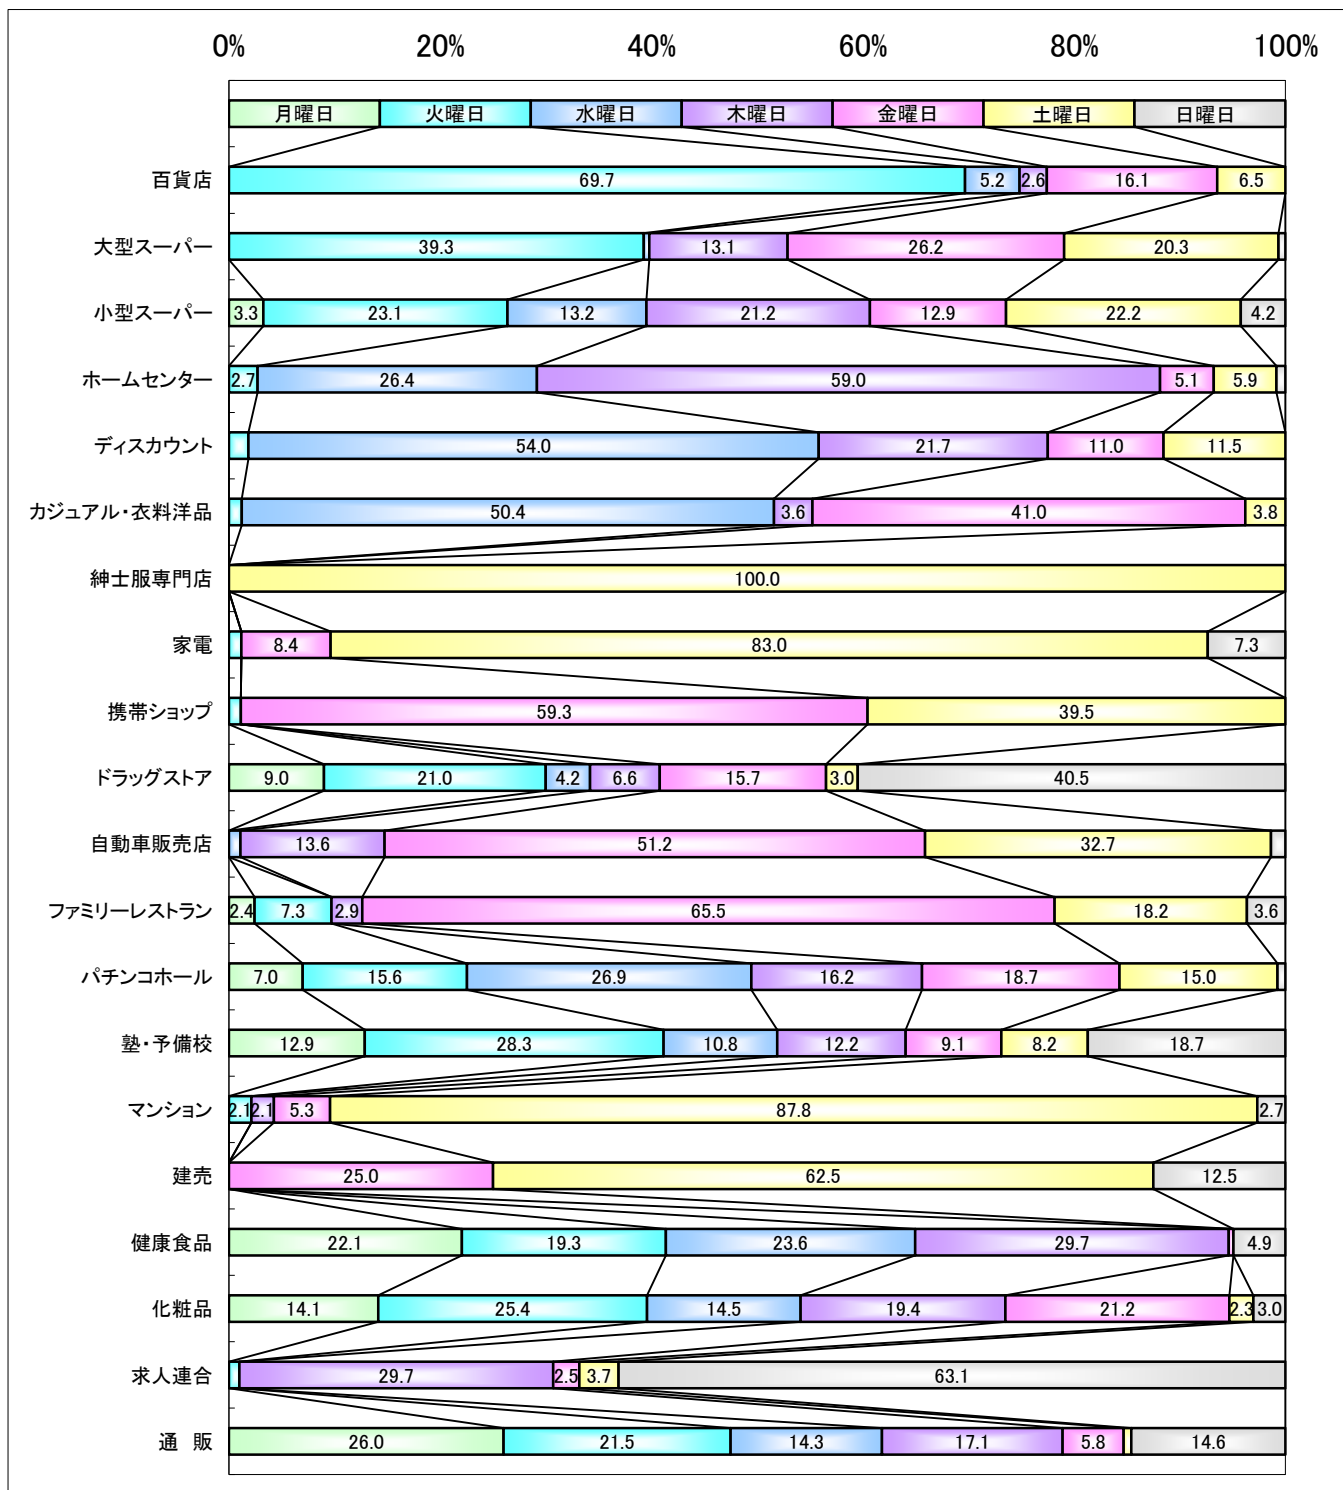 0% 20% 40% 60% 80% 100%
月曜日 火曜日 水曜日 木曜日 金曜日 土曜日 日曜日
百貨店 69.7 5.2 2.6 16.1 6.5
大型スーパー 39.3 13.1 26.2 20.3
小型スーパー 3.3 23.1 13.2 21.2 12.9 22.2 4.2
ホームセンター 2.7 26.4 59.0 5.1 5.9
ディスカウント 54.0 21.7 11.0 11.5
カジュアル・衣料洋品 50.4 3.6 41.0 3.8
紳士服専門店 100.0
家電 8.4 83.0 7.3
携帯ショップ 59.3 39.5
ドラッグストア 9.0 21.0 4.2 6.6 15.7 3.0 40.5
自動車販売店 13.6 51.2 32.7
ファミリーレストラン 2.4 7.3 2.9 65.5 18.2 3.6
パチンコホール 7.0 15.6 26.9 16.2 18.7 15.0
塾・予備校 12.9 28.3 10.8 12.2 9.1 8.2 18.7
マンション 2.1 2.1 5.3 87.8 2.7
建売 25.0 62.5 12.5
健康食品 22.1 19.3 23.6 29.7 4.9
化粧品 14.1 25.4 14.5 19.4 21.2 2.3 3.0
求人連合 29.7 2.5 3.7 63.1
通 販 26.0 21.5 14.3 17.1 5.8 14.6